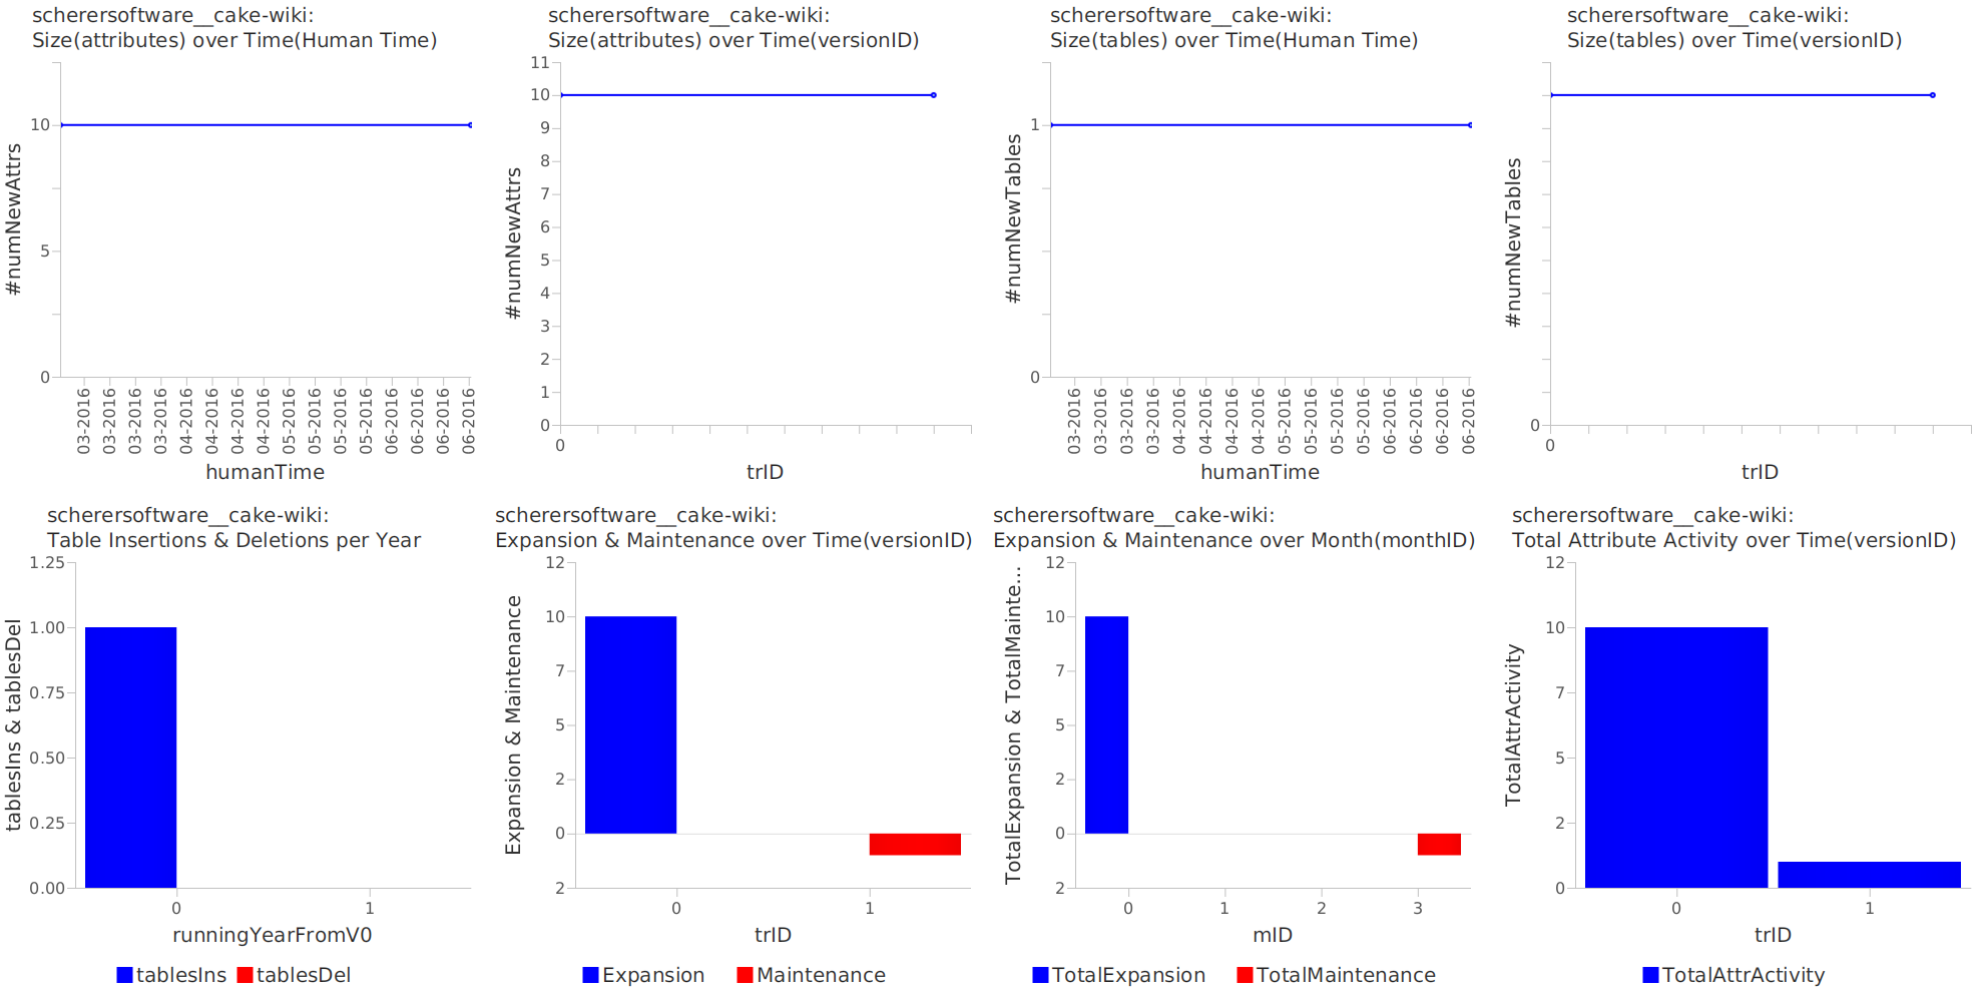 scherersoftware__cake-wiki:
Size(attributes) over Time(Human Time)
#numNewAttrs
10
5
0
03-2016
03-2016
03-2016
03-2016
04-2016
04-2016
04-2016
04-2016
05-2016
05-2016
05-2016
05-2016
06-2016
06-2016
06-2016
06-2016
humanTime
scherersoftware__cake-wiki:
Size(attributes) over Time(versionID)
#numNewAttrs
11
10
9
8
7
6
5
4
3
2
1
0
0
trID
scherersoftware__cake-wiki:
Size(tables) over Time(Human Time)
#numNewTables
1
0
03-2016
03-2016
03-2016
03-2016
04-2016
04-2016
04-2016
04-2016
05-2016
05-2016
05-2016
05-2016
06-2016
06-2016
06-2016
06-2016
humanTime
scherersoftware__cake-wiki:
Size(tables) over Time(versionID)
#numNewTables
0
0
trID
scherersoftware__cake-wiki:
Table Insertions & Deletions per Year
tablesIns & tablesDel
1.25
1.00
0.75
0.50
0.25
0.00
0 1
runningYearFromV0
tablesIns tablesDel
scherersoftware__cake-wiki:
Expansion & Maintenance over Time(versionID)
Expansion & Maintenance
12
10
7
5
2
0
2
0 1
trID
Expansion Maintenance
scherersoftware__cake-wiki:
Expansion & Maintenance over Month(monthID)
TotalExpansion & TotalMainte...
12
10
7
5
2
0
2
0 1 2 3
mID
TotalExpansion TotalMaintenance
scherersoftware__cake-wiki:
Total Attribute Activity over Time(versionID)
TotalAttrActivity
12
10
7
5
2
0
0 1
trID
TotalAttrActivity